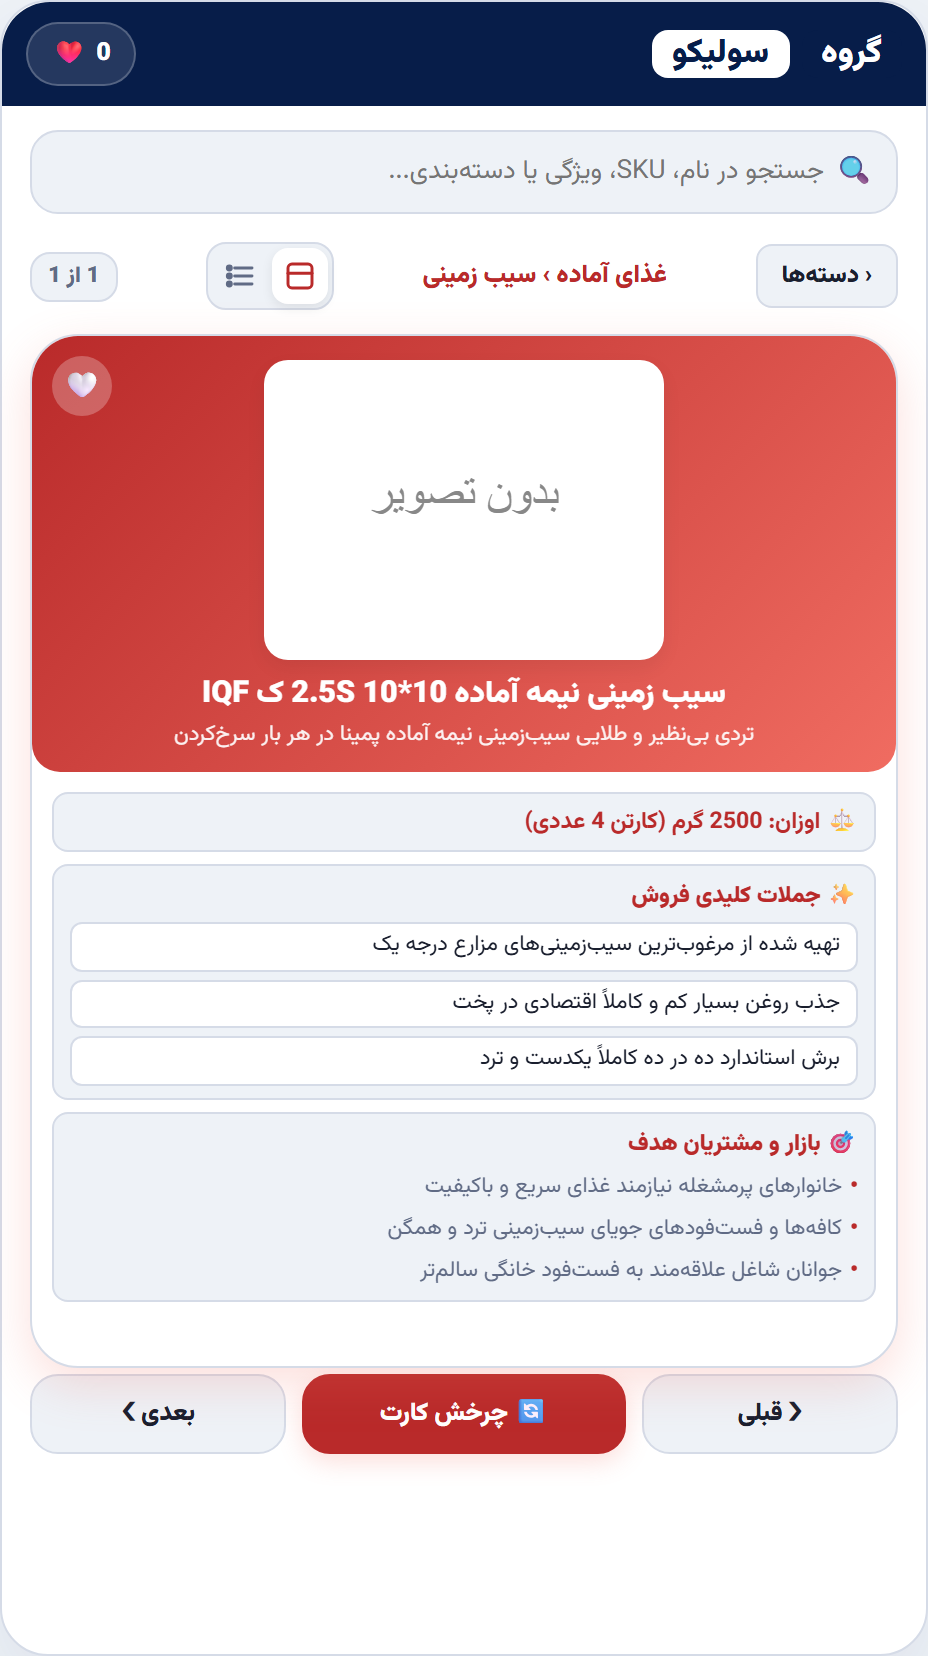 گروه سولیکو
0
جستجو در نام، SKU، ویژگی یا دسته‌بندی...
‹ دسته‌ها
غذای آماده › سیب زمینی
1 از 1
بدون تصویر
سیب زمینی نیمه آماده 10*10 2.5S ک IQF
تردی بی‌نظیر و طلایی سیب‌زمینی نیمه آماده پمینا در هر بار سرخ‌کردن
اوزان: 2500 گرم (کارتن 4 عددی)
جملات کلیدی فروش
تهیه شده از مرغوب‌ترین سیب‌زمینی‌های مزارع درجه یک
جذب روغن بسیار کم و کاملاً اقتصادی در پخت
برش استاندارد ده در ده کاملاً یکدست و ترد
بازار و مشتریان هدف
• خانوارهای پرمشغله نیازمند غذای سریع و باکیفیت
• کافه‌ها و فست‌فودهای جویای سیب‌زمینی ترد و همگن
• جوانان شاغل علاقه‌مند به فست‌فود خانگی سالم‌تر
❮ قبلی
چرخش کارت
بعدی ❯